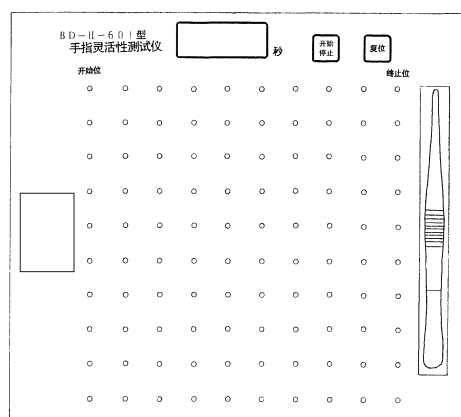 BD-II-601型
手指灵活性测试仪
秒
开始
停止
复位
开始位
终止位